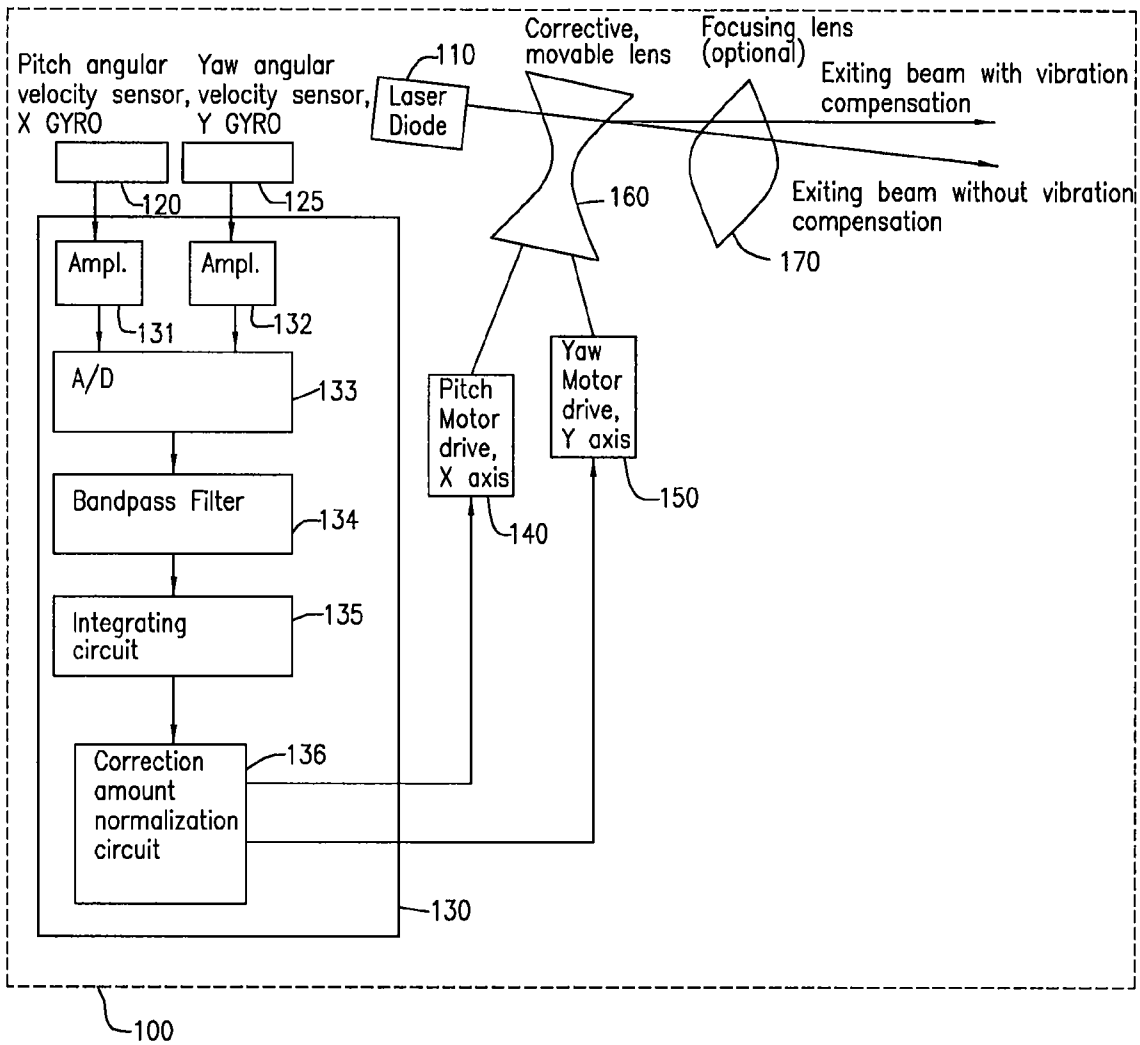 Pitch angular
velocity sensor,
X GYRO
Yaw angular
velocity sensor,
Y GYRO
110
Laser
Diode
Corrective,
movable lens
Focusing lens
(optional)
Exiting beam with vibration
compensation
Exiting beam without vibration
compensation
120
125
160
170
Ampl.
Ampl.
131
132
A/D
133
Pitch
Motor
drive,
X axis
140
Yaw
Motor
drive,
Y axis
150
Bandpass Filter
134
Integrating
circuit
135
Correction
amount
normalization
circuit
136
130
100